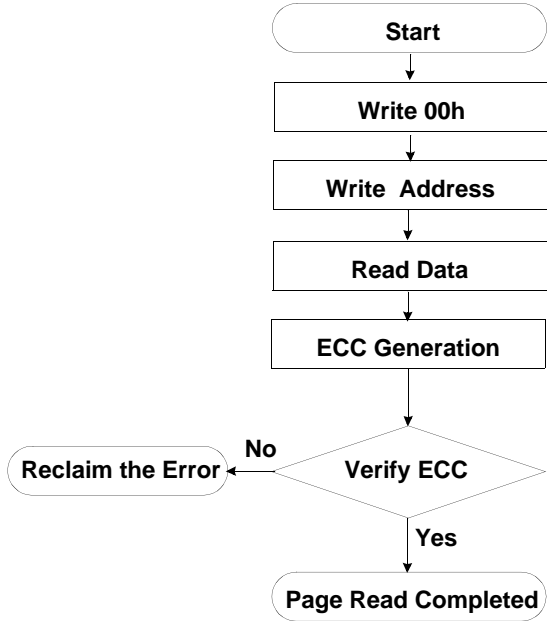 Start
Write 00h
Write Address
Read Data
ECC Generation
No
Reclaim the Error
Verify ECC
Yes
Page Read Completed